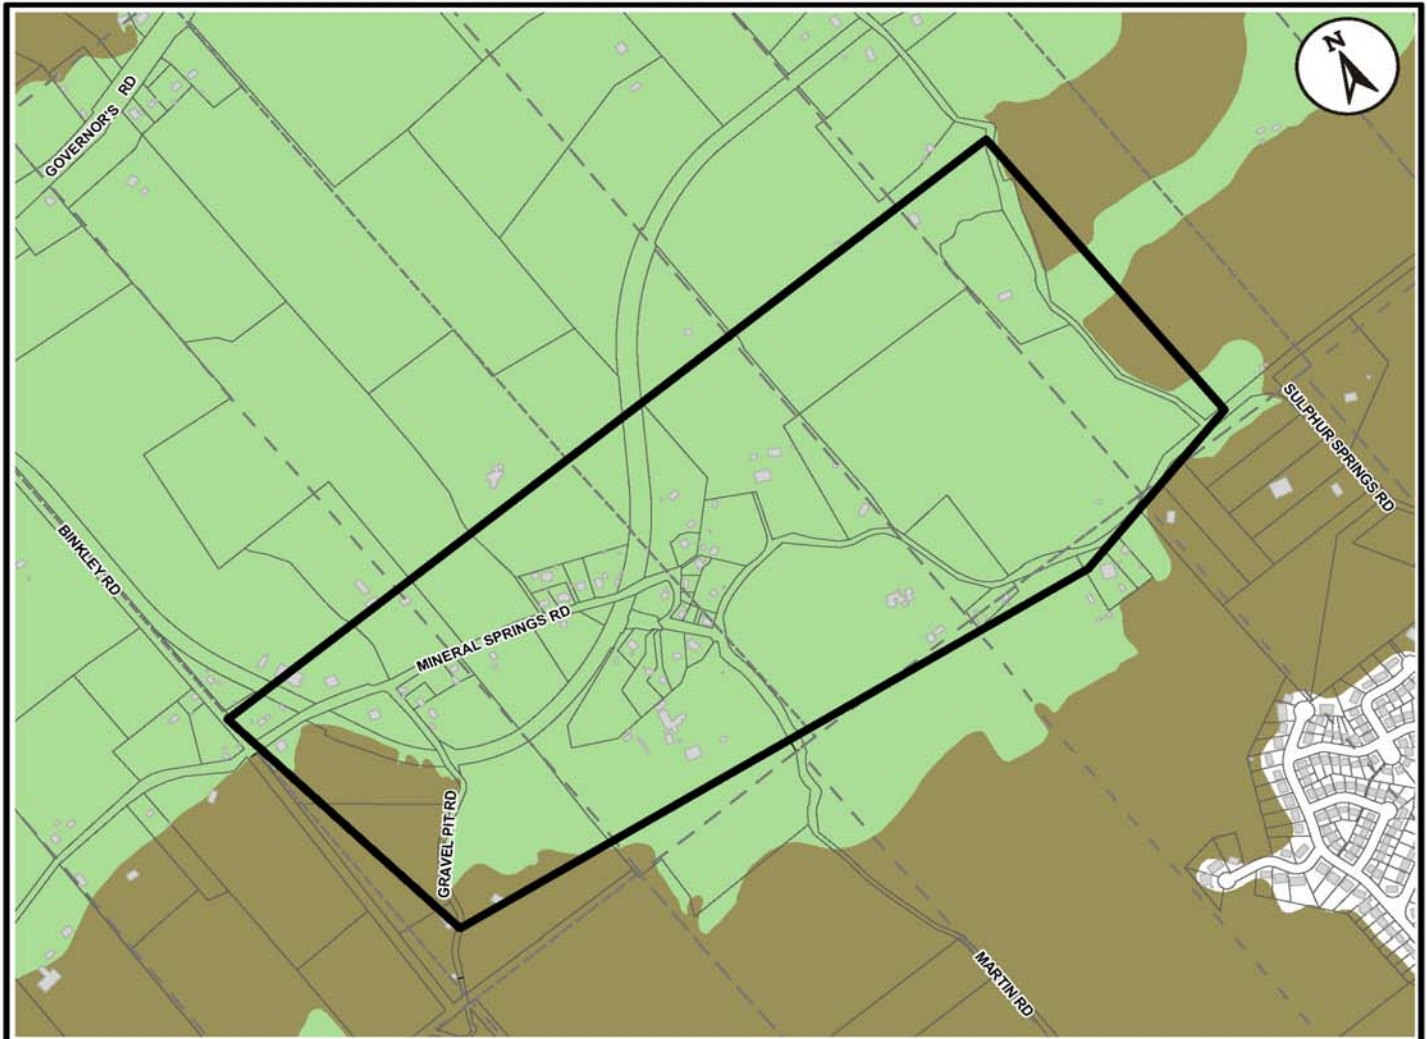 N
GOVERNOR'S RD
SULPHUR SPRINGS RD
BINKLEY RD
MINERAL SPRINGS RD
GRAVEL PIT RD
MARTIN RD